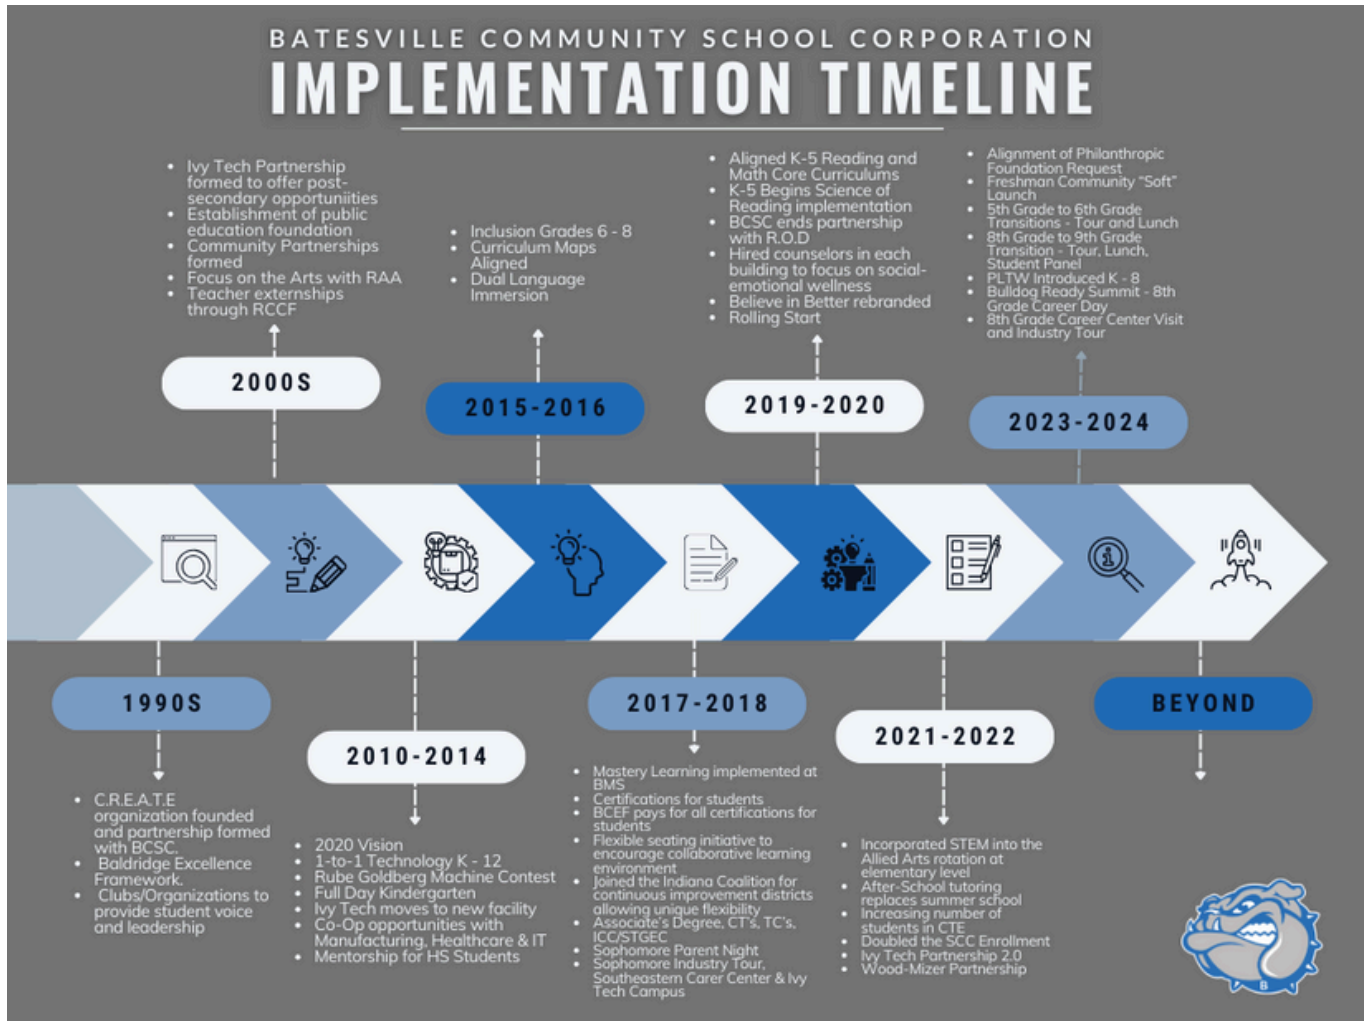 BATESVILLE COMMUNITY SCHOOL CORPORATION
IMPLEMENTATION TIMELINE
• Ivy Tech Partnership
formed to offer post-
secondary opportuniities
• Establishment of public
education foundation
• Community Partnerships
formed
• Focus on the Arts with RAA
• Teacher externships
through RCCF
2000S
• Inclusion Grades 6 - 8
• Curriculum Maps
Aligned
• Dual Language
Immersion
2015-2016
• Aligned K-5 Reading and
Math Core Curriculums
• K-5 Begins Science of
Reading implementation
• BCSC ends partnership
with R.O.D
• Hired counselors in each
building to focus on social-
emotional wellness
• Believe in Better rebranded
• Rolling Start
2019-2020
• Alignment of Philanthropic
Foundation Request
• Freshman Community “Soft”
Launch
• 5th Grade to 6th Grade
Transitions - Tour and Lunch
• 8th Grade to 9th Grade
Transition - Tour, Lunch,
Student Panel
• PLTW Introduced K - 8
• Bulldog Ready Summit - 8th
Grade Career Day
• 8th Grade Career Center Visit
and Industry Tour
2023-2024
1990S
• C.R.E.A.T.E
organization founded
and partnership formed
with BCSC.
• Baldridge Excellence
Framework.
• Clubs/Organizations to
provide student voice
and leadership
2010-2014
• 2020 Vision
• 1-to-1 Technology K - 12
• Rube Goldberg Machine Contest
• Full Day Kindergarten
• Ivy Tech moves to new facility
• Co-Op opportunities with
Manufacturing, Healthcare & IT
• Mentorship for HS Students
2017-2018
• Mastery Learning implemented at
BMS
• Certifications for students
• BCEF pays for all certifications for
students
• Flexible seating initiative to
encourage collaborative learning
environment
• Joined the Indiana Coalition for
continuous improvement districts
allowing unique flexibility
• Associate's Degree, CT's, TC's,
ICC/STGEC
• Sophomore Parent Night
• Sophomore Industry Tour,
Southeastern Carer Center & Ivy
Tech Campus
2021-2022
• Incorporated STEM into the
Allied Arts rotation at
elementary level
• After-School tutoring
replaces summer school
• Increasing number of
students in CTE
• Doubled the SCC Enrollment
• Ivy Tech Partnership 2.0
• Wood-Mizer Partnership
BEYOND
B